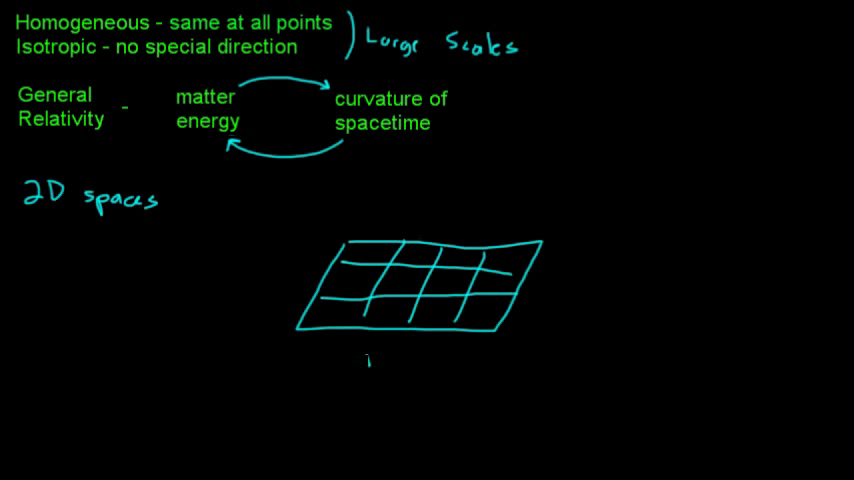 Homogeneous - same at all points
Isotropic - no special direction
Large Scales
General Relativity - matter energy
curvature of spacetime
2D spaces